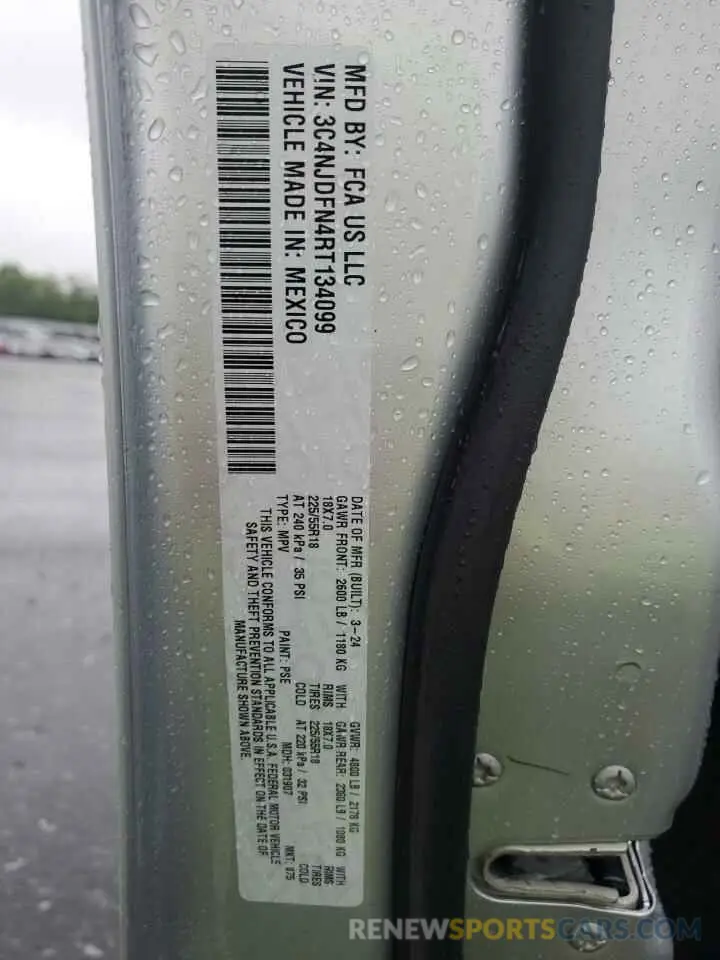 MFD BY: FCA US LLC
VIN: 3C4NJDFN4RT134099
VEHICLE MADE IN: MEXICO
DATE OF MFR (BUILT): 3-24 GVWR: 4800 LB / 2176 KG
GAWR FRONT: 2600 LB / 1180 KG WITH GAWR REAR: 2380 LB / 1080 KG WITH
18X7.0 RIMS 18X7.0 RIMS
225/55R18 TIRES 225/55R18 TIRES
AT 240 kPa / 35 PSI COLD AT 220 kPa / 32 PSI COLD
TYPE: MPV PAINT: PSE MDH: 031907 MKT:
THIS VEHICLE CONFORMS TO ALL APPLICABLE U.S.A. FEDERAL MOTOR VEHICLE
SAFETY AND THEFT PREVENTION STANDARDS IN EFFECT ON THE DATE OF
MANUFACTURE SHOWN ABOVE.
RENEWSPORTSCARS.COM